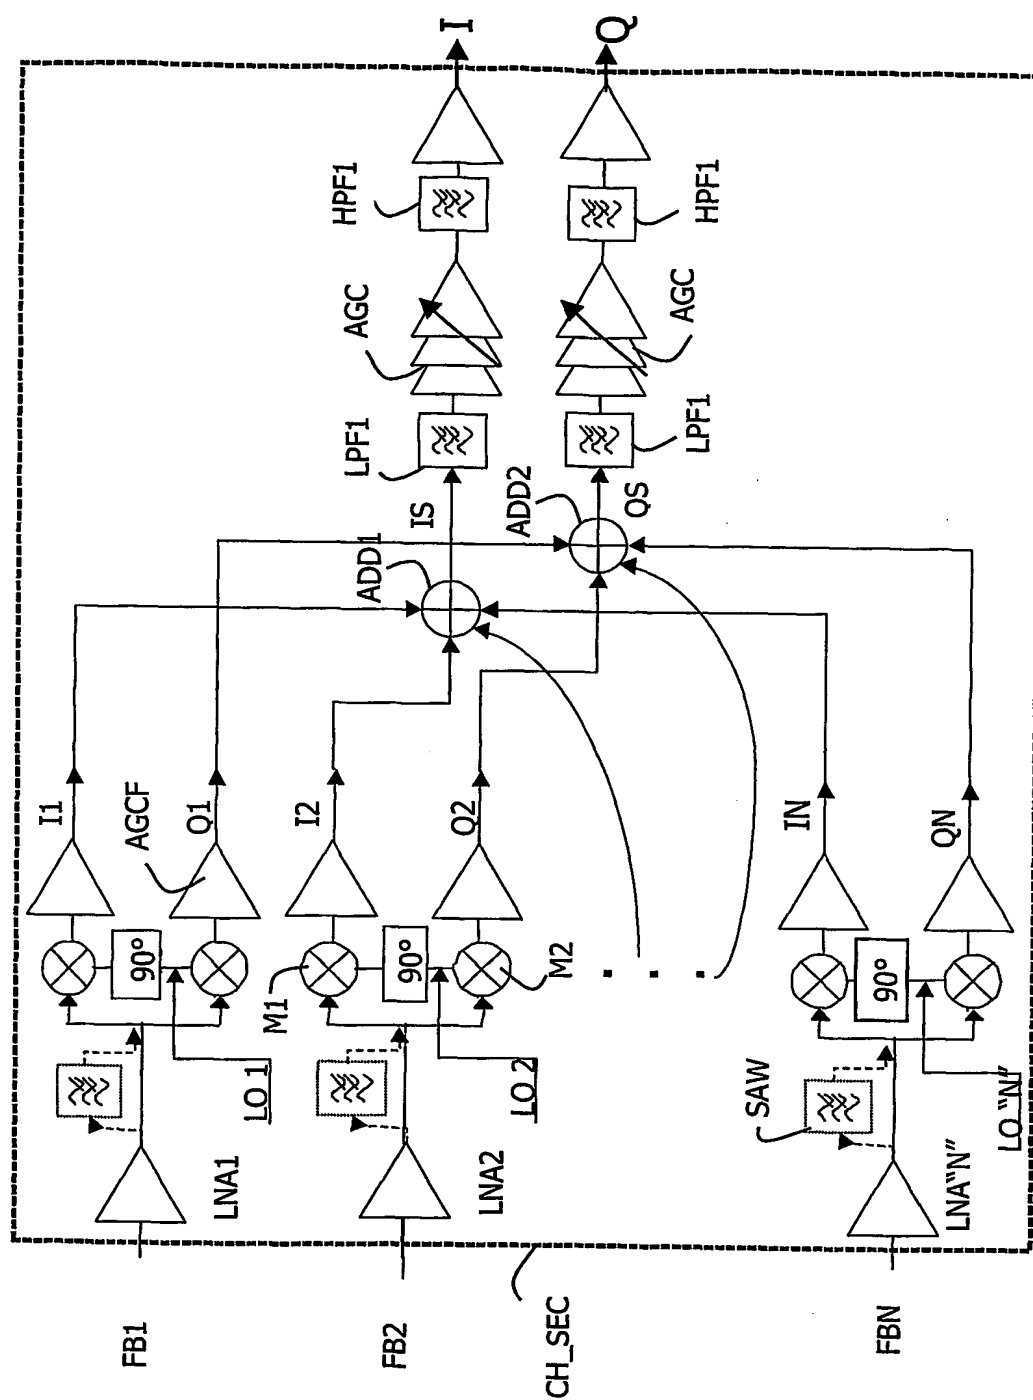 FB1
LNA1
LO 1
90°
I1
AGCF
Q1
FB2
LNA2
LO 2
M1
90°
M2
I2
Q2
FBN
LNA“N”
SAW
LO “N”
90°
IN
QN
CH_SEC
ADD1
IS
LPF1
AGC
HPF1
I
ADD2
QS
LPF1
AGC
HPF1
Q